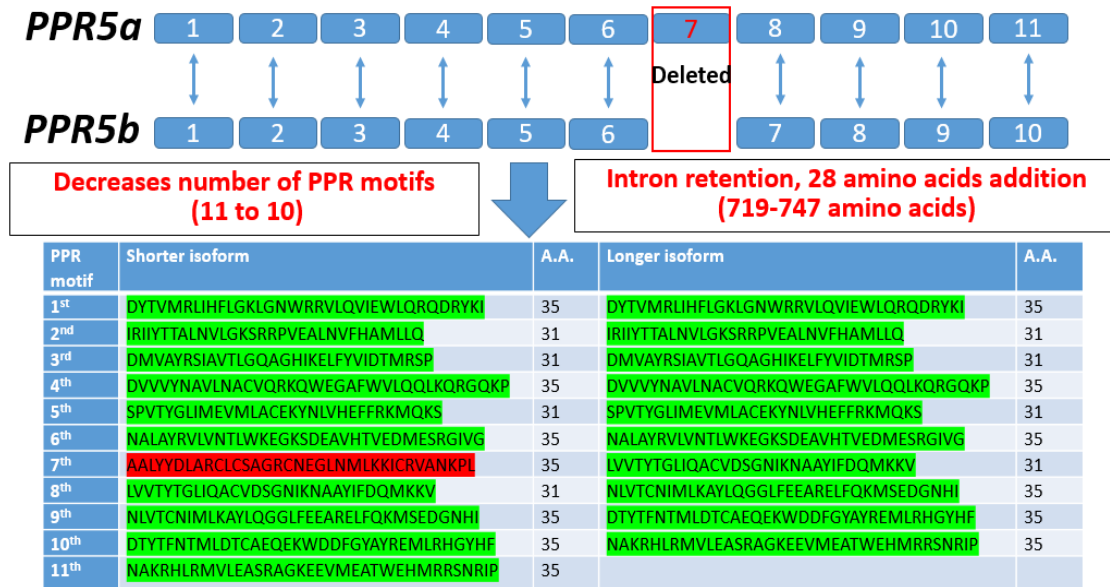 PPR5a 1 2 3 4 5 6 7 8 9 10 11
Deleted
PPR5b 1 2 3 4 5 6 7 8 9 10
Decreases number of PPR motifs
(11 to 10)
Intron retention, 28 amino acids addition
(719-747 amino acids)
PPR motif Shorter isoform A.A. Longer isoform A.A.
1st DYTVMRLIHFLGKLGNWRRVLQVIEWLQRQDRYKI 35 DYTVMRLIHFLGKLGNWRRVLQVIEWLQRQDRYKI 35
2nd IRIIYTTALNVLGKSRRPVEALNVFHAMLLQ 31 IRIIYTTALNVLGKSRRPVEALNVFHAMLLQ 31
3rd DMVAYRSIAVTLGQAGHIKELFYVIDTMRSP 31 DMVAYRSIAVTLGQAGHIKELFYVIDTMRSP 31
4th DVVVYNAVLNACVQRKQWEGAFWVLQQLKQRGQKP 35 DVVVYNAVLNACVQRKQWEGAFWVLQQLKQRGQKP 35
5th SPVTYGLIMEVMLACEKYNLVHEFFRKMQKS 31 SPVTYGLIMEVMLACEKYNLVHEFFRKMQKS 31
6th NALAYRVLVNTLWKEGKSDEAVHTVEDMESRGIVG 35 NALAYRVLVNTLWKEGKSDEAVHTVEDMESRGIVG 35
7th AALYYDLARCLCSAGRCNEGLNMLKKICRVANKPL 35 LVVTYTGLIQACVDSGNIKNAAYIFDQMKKV 31
8th LVVTYTGLIQACVDSGNIKNAAYIFDQMKKV 31 NLVTCNIMLKAYLQGGLFEEARELFQKMSEDGNHI 35
9th NLVTCNIMLKAYLQGGLFEEARELFQKMSEDGNHI 35 DTYTFNTMLDTCAEQEKWDDFGYAYREMLRHGYHF 35
10th DTYTFNTMLDTCAEQEKWDDFGYAYREMLRHGYHF 35 NAKRHLRMVLEASRAGKEEVMEATWEHMRRSNRIP 35
11th NAKRHLRMVLEASRAGKEEVMEATWEHMRRSNRIP 35